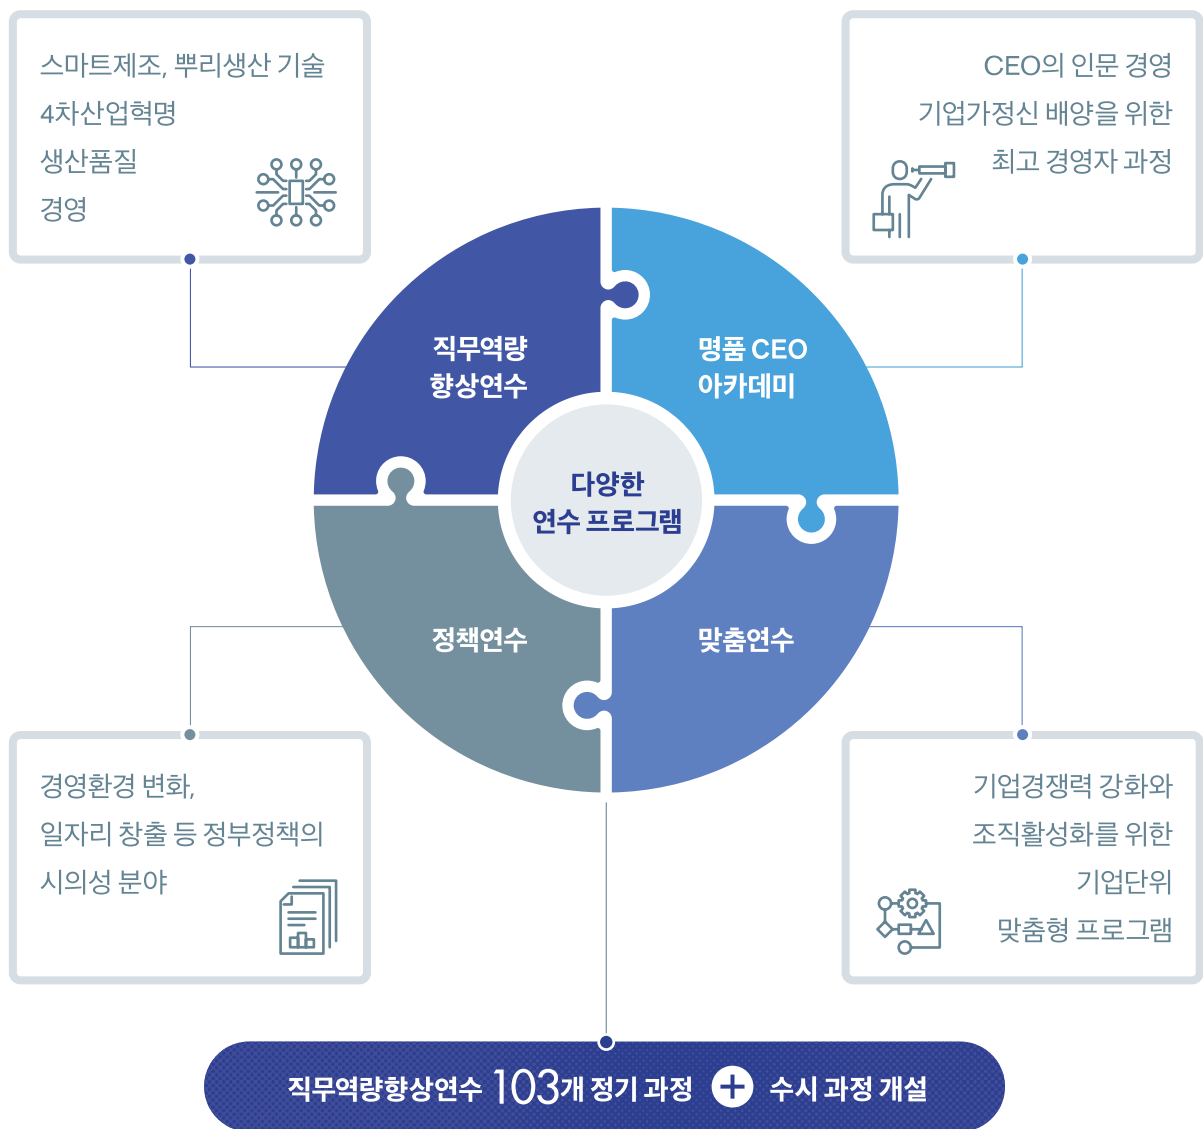 스마트제조, 뿌리생산 기술
4차산업혁명
생산품질
경영
CEO의 인문 경영
기업가정신 배양을 위한
최고 경영자 과정
직무역량
향상연수
명품 CEO
아카데미
다양한
연수 프로그램
정책연수
맞춤연수
경영환경 변화,
일자리 창출 등 정부정책의
시의성 분야
기업경쟁력 강화와
조직활성화를 위한
기업단위
맞춤형 프로그램
직무역량향상연수 103개 정기 과정 + 수시 과정 개설